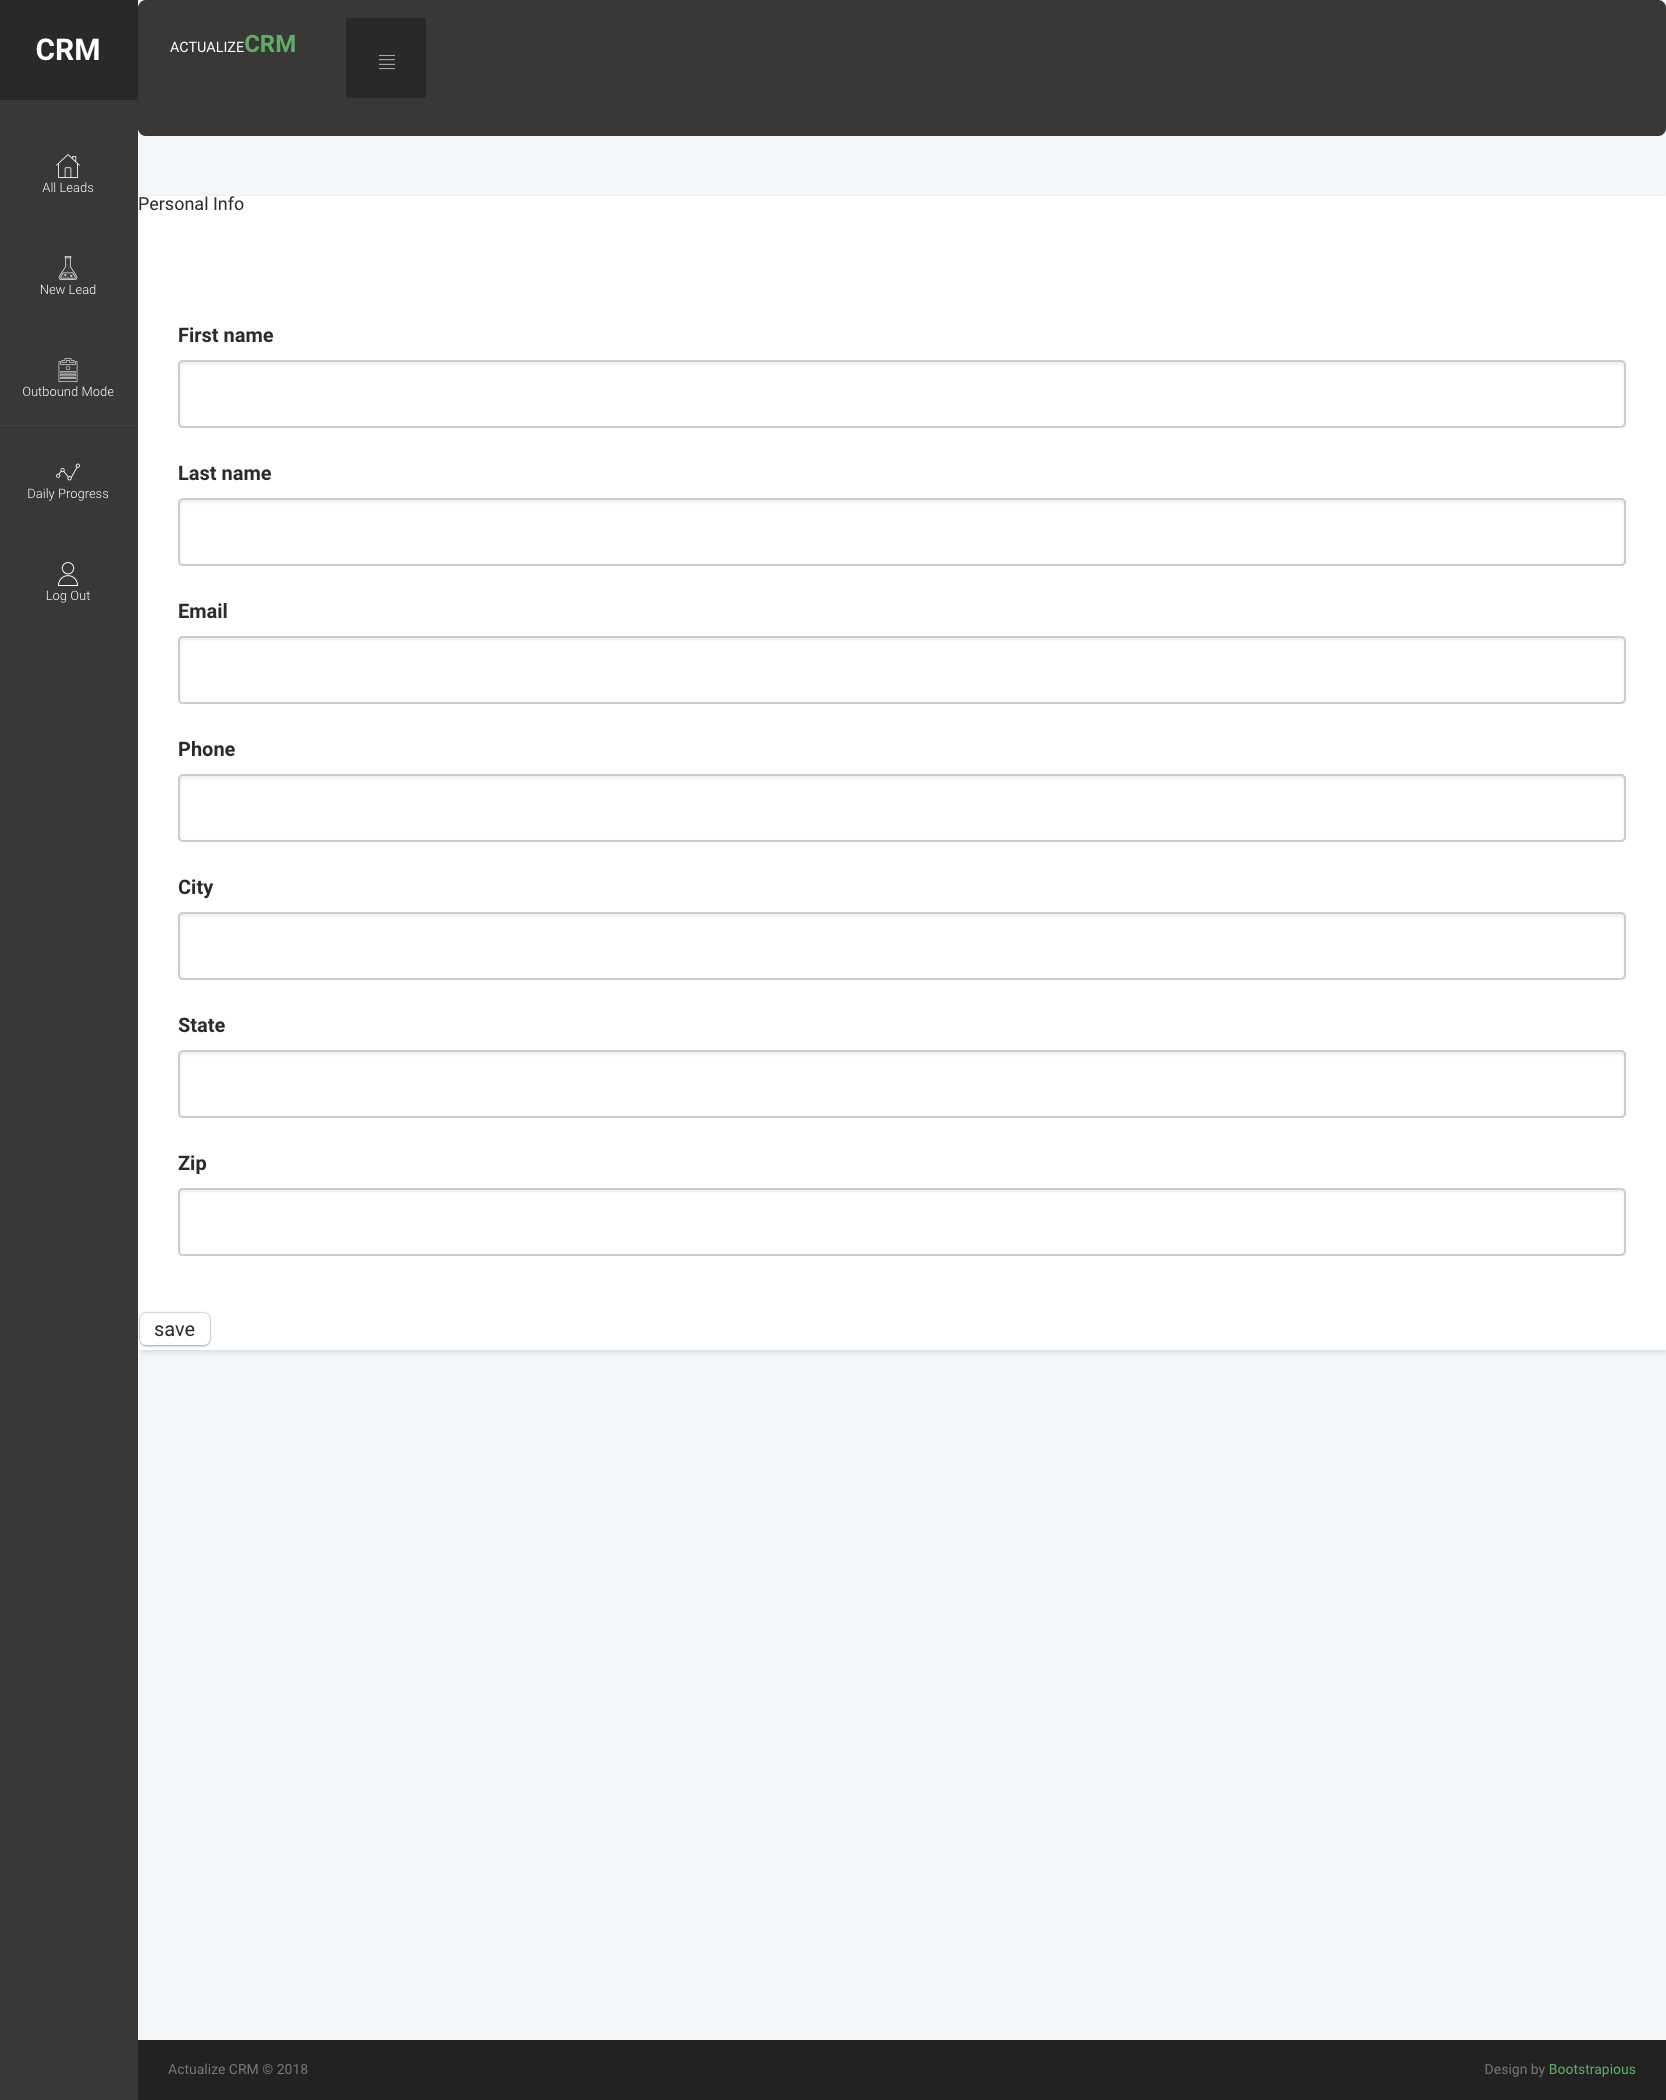 CRM
ACTUALIZECRM
All Leads
New Lead
Outbound Mode
Daily Progress
Log Out
Personal Info
First name
Last name
Email
Phone
City
State
Zip
save
Actualize CRM © 2018
Design by Bootstrapious